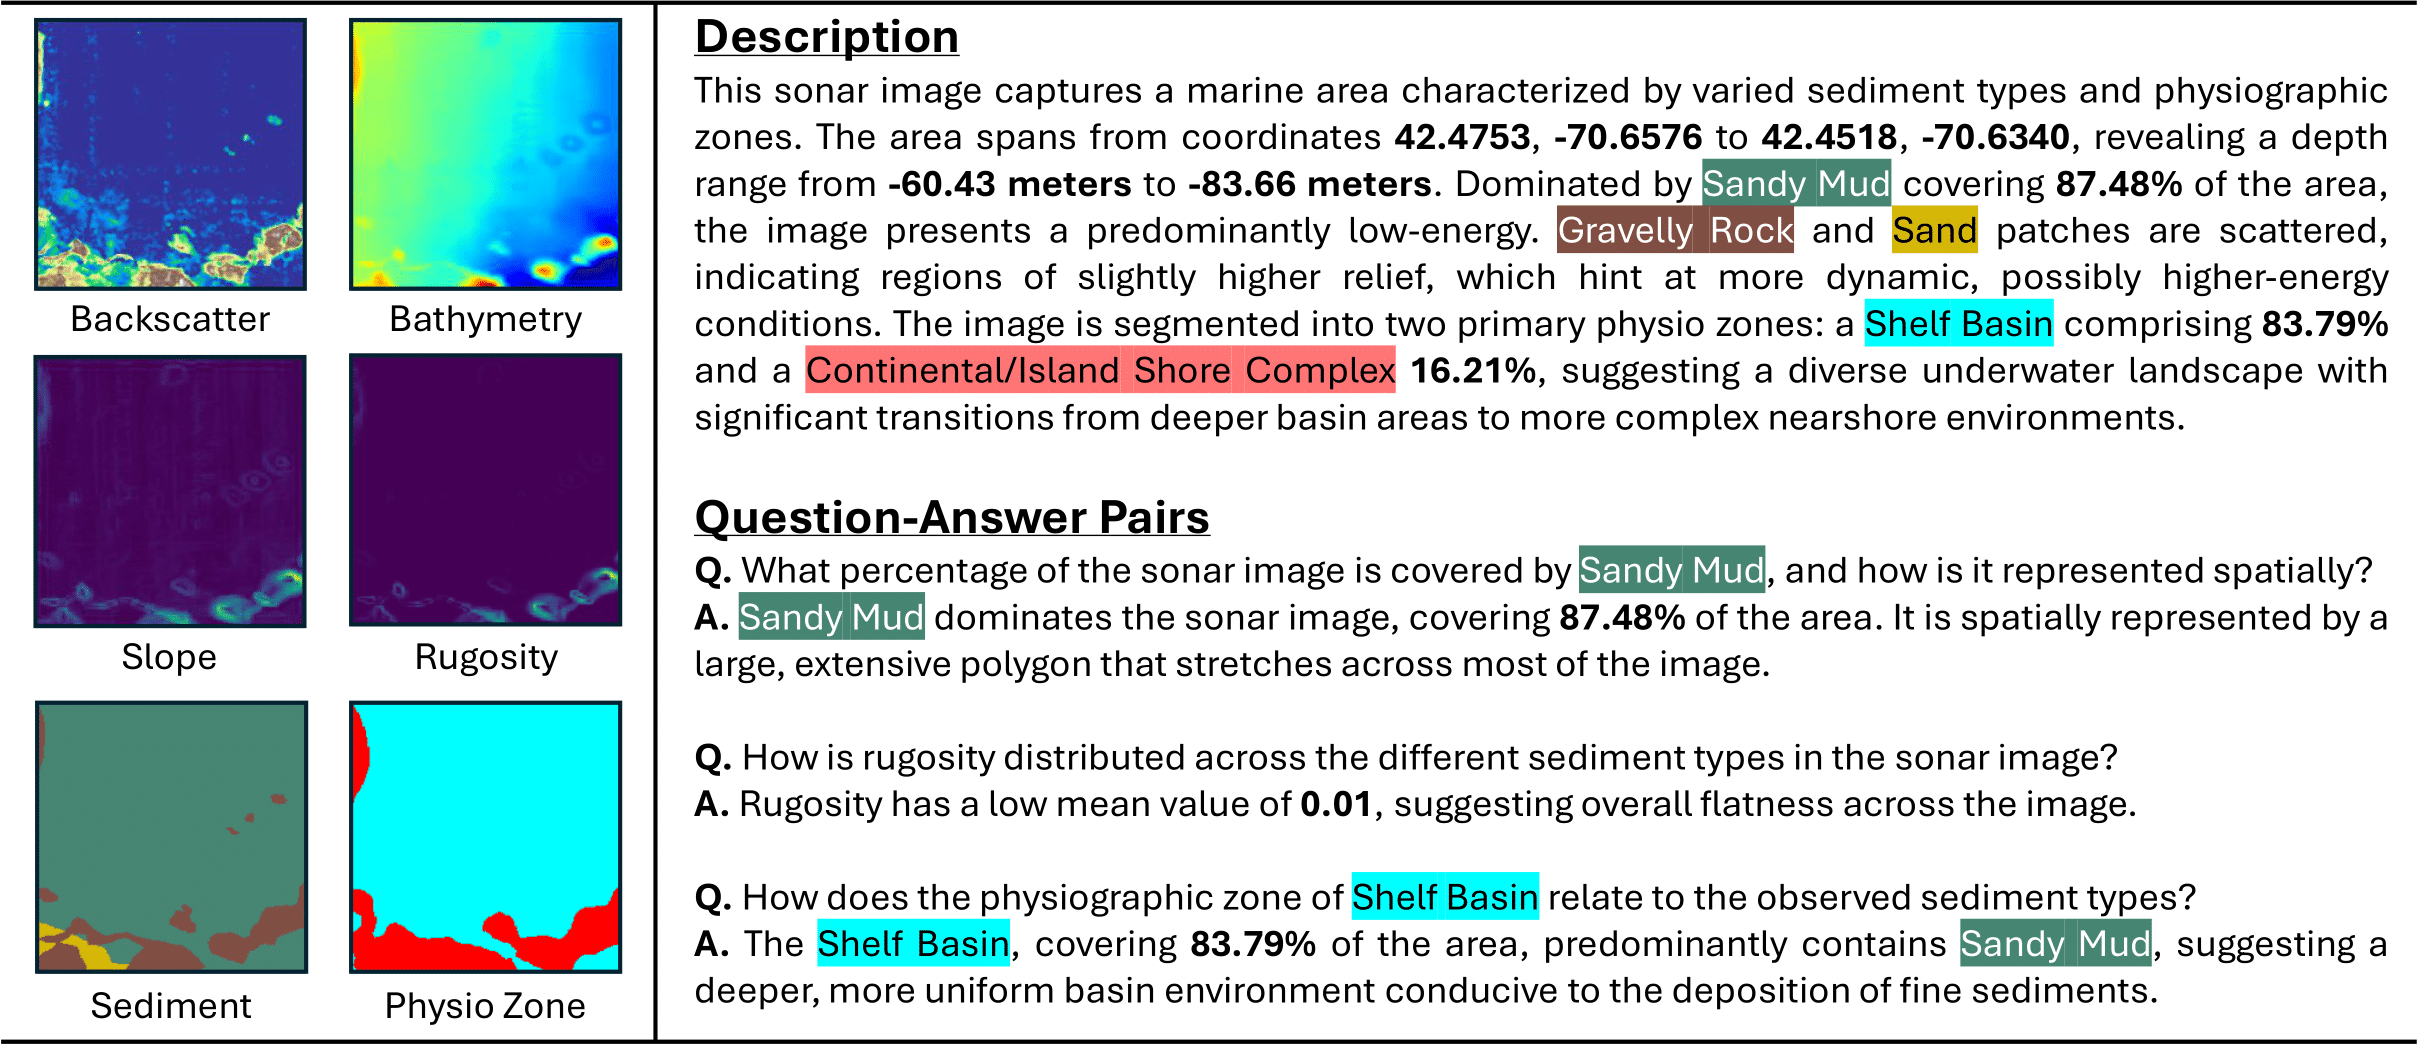 Backscatter
Bathymetry
Slope
Rugosity
Sediment
Physio Zone
Description
This sonar image captures a marine area characterized by varied sediment types and physiographic
zones. The area spans from coordinates 42.4753, -70.6576 to 42.4518, -70.6340, revealing a depth
range from -60.43 meters to -83.66 meters. Dominated by Sandy Mud covering 87.48% of the area,
the image presents a predominantly low-energy. Gravelly Rock and Sand patches are scattered,
indicating regions of slightly higher relief, which hint at more dynamic, possibly higher-energy
conditions. The image is segmented into two primary physio zones: a Shelf Basin comprising 83.79%
and a Continental/Island Shore Complex 16.21%, suggesting a diverse underwater landscape with
significant transitions from deeper basin areas to more complex nearshore environments.
Question-Answer Pairs
Q. What percentage of the sonar image is covered by Sandy Mud, and how is it represented spatially?
A. Sandy Mud dominates the sonar image, covering 87.48% of the area. It is spatially represented by a
large, extensive polygon that stretches across most of the image.
Q. How is rugosity distributed across the different sediment types in the sonar image?
A. Rugosity has a low mean value of 0.01, suggesting overall flatness across the image.
Q. How does the physiographic zone of Shelf Basin relate to the observed sediment types?
A. The Shelf Basin, covering 83.79% of the area, predominantly contains Sandy Mud, suggesting a
deeper, more uniform basin environment conducive to the deposition of fine sediments.